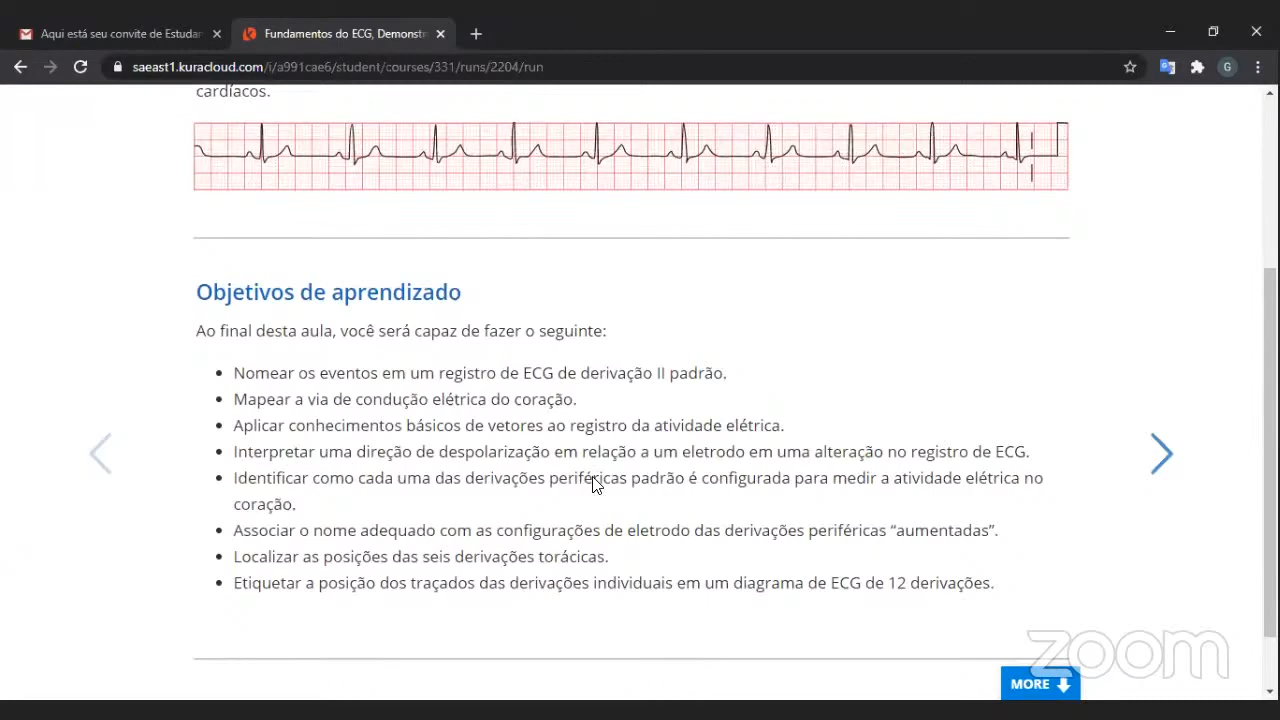 Aqui está seu convite de Estudar
Fundamentos do ECG, Demonstr
saeast1.kuracloud.com/i/a991cae6/student/courses/331/runs/2204/run
G
cardíacos.
Objetivos de aprendizado
Ao final desta aula, você será capaz de fazer o seguinte:
• Nomear os eventos em um registro de ECG de derivação II padrão.
• Mapear a via de condução elétrica do coração.
• Aplicar conhecimentos básicos de vetores ao registro da atividade elétrica.
• Interpretar uma direção de despolarização em relação a um eletrodo em uma alteração no registro de ECG.
• Identificar como cada uma das derivações periféricas padrão é configurada para medir a atividade elétrica no
coração.
• Associar o nome adequado com as configurações de eletrodo das derivações periféricas “aumentadas”.
• Localizar as posições das seis derivações torácicas.
• Etiquetar a posição dos traçados das derivações individuais em um diagrama de ECG de 12 derivações.
zoom
MORE